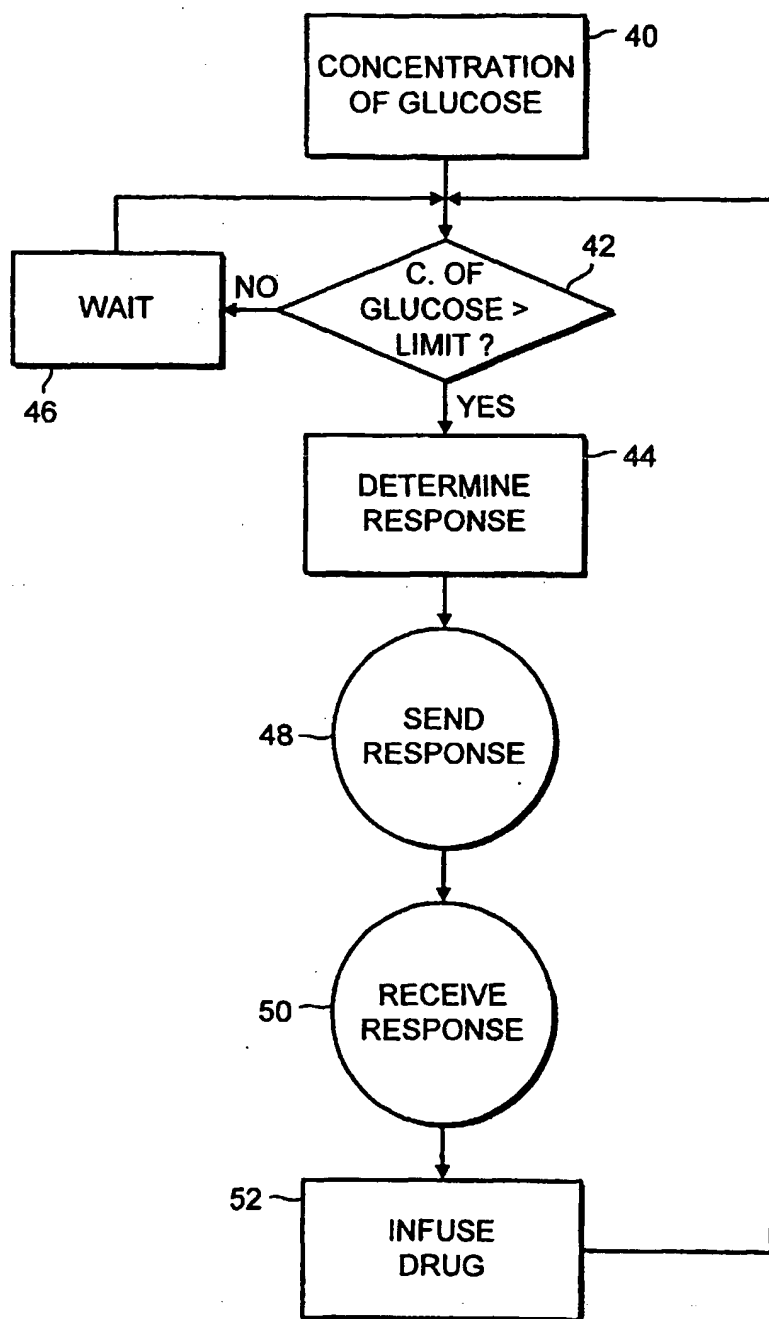 40
CONCENTRATION
OF GLUCOSE
42
C. OF
GLUCOSE >
LIMIT ?
NO
WAIT
46
YES
44
DETERMINE
RESPONSE
48
SEND
RESPONSE
50
RECEIVE
RESPONSE
52
INFUSE
DRUG